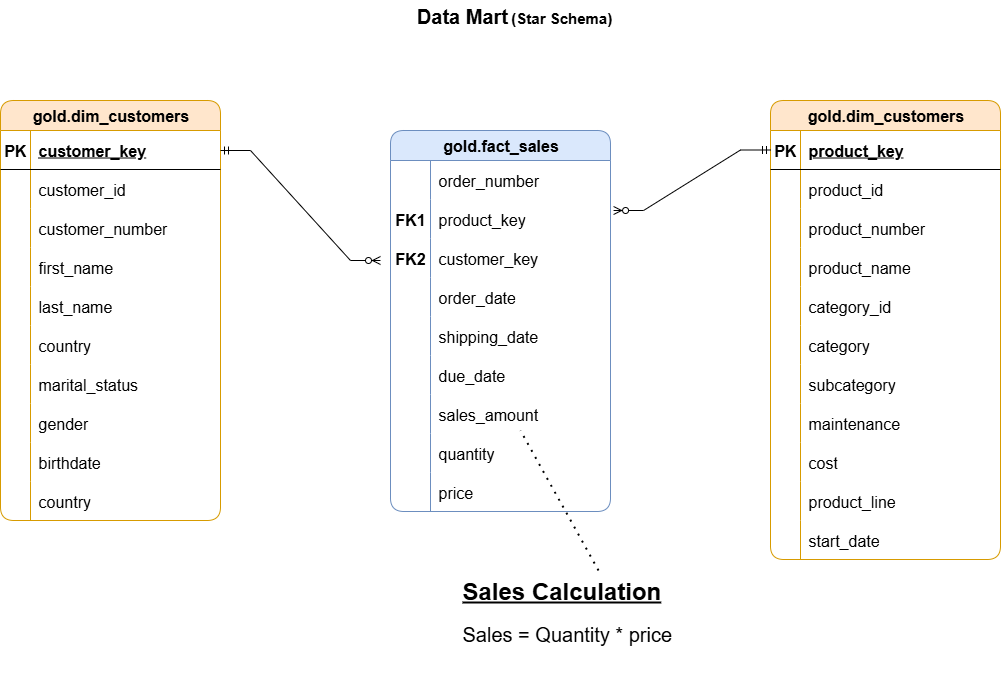 Data Mart (Star Schema)
gold.dim_customers
PK customer_key
customer_id
customer_number
first_name
last_name
country
marital_status
gender
birthdate
country
gold.fact_sales
order_number
FK1 product_key
FK2 customer_key
order_date
shipping_date
due_date
sales_amount
quantity
price
gold.dim_customers
PK product_key
product_id
product_number
product_name
category_id
category
subcategory
maintenance
cost
product_line
start_date
Sales Calculation
Sales = Quantity * price